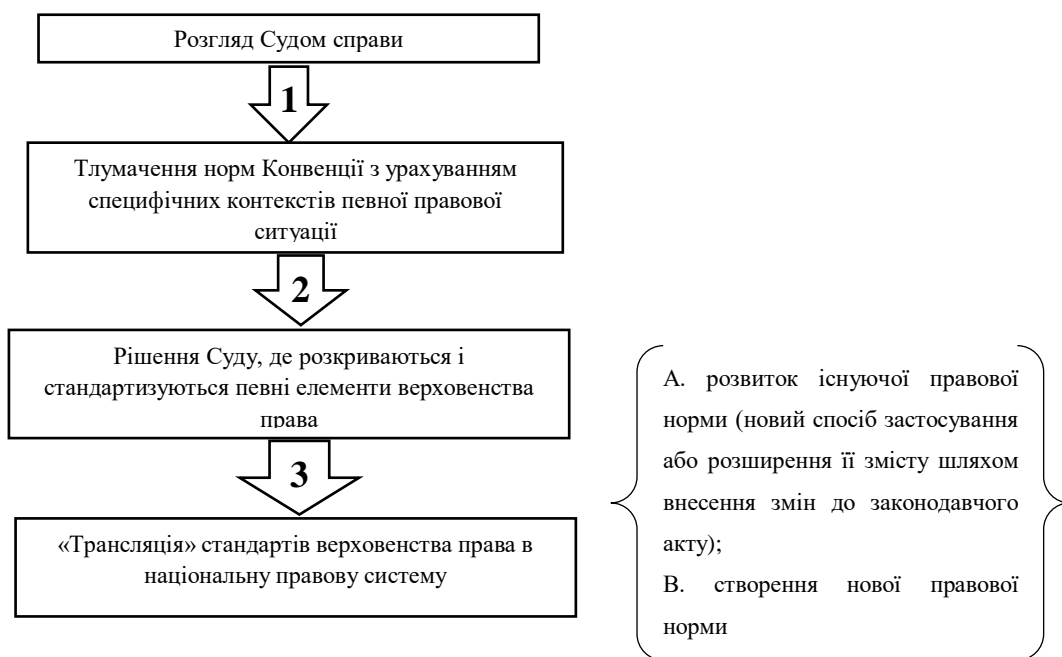 Розгляд Судом справи
1
Тлумачення норм Конвенції з урахуванням
специфічних контекстів певної правової
ситуації
2
Рішення Суду, де розкриваються і
стандартизуються певні елементи верховенства
права
3
«Трансляція» стандартів верховенства права в
національну правову систему
А. розвиток існуючої правової
норми (новий спосіб застосування
або розширення її змісту шляхом
внесення змін до законодавчого
акту);
В. створення нової правової
норми